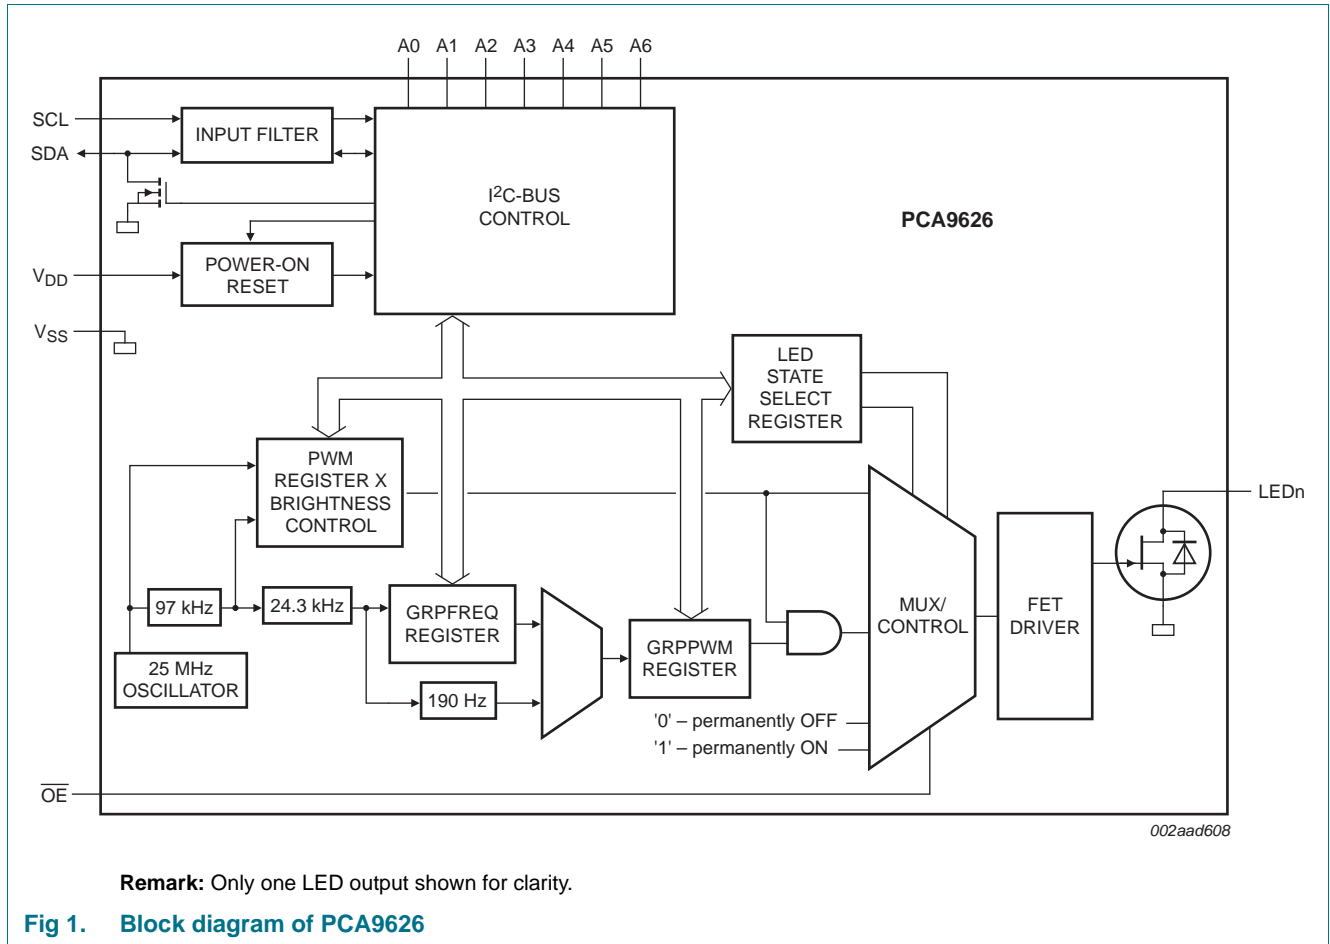 A0 A1 A2 A3 A4 A5 A6
SCL
SDA
INPUT FILTER
I²C-BUS
CONTROL
PCA9626
VDD
POWER-ON
RESET
VSS
LED
STATE
SELECT
REGISTER
PWM
REGISTER X
BRIGHTNESS
CONTROL
LEDn
97 kHz
24.3 kHz
GRPFREQ
REGISTER
GRPPWM
REGISTER
MUX/
CONTROL
FET
DRIVER
25 MHz
OSCILLATOR
190 Hz
'0' – permanently OFF
'1' – permanently ON
OE
002aad608
Remark: Only one LED output shown for clarity.
Fig 1. Block diagram of PCA9626